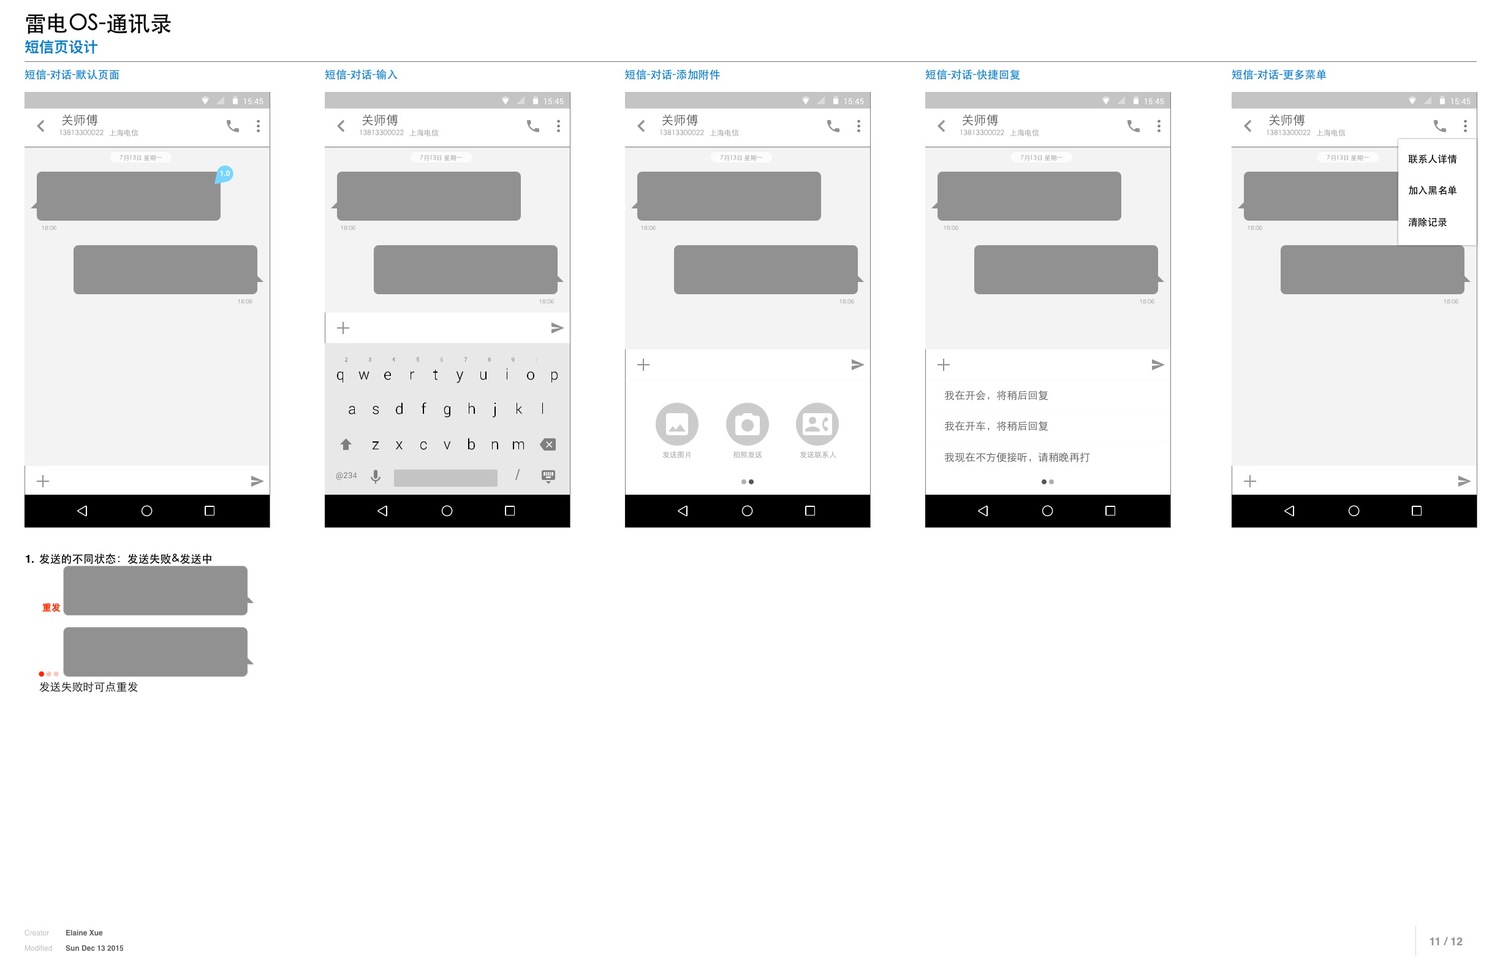 雷电OS-通讯录
短信页设计
短信-对话-默认页面
15:45
关师傅
13813300022 上海电信
7月13日 星期一
1.0
18:06
18:06
短信-对话-输入
15:45
关师傅
13813300022 上海电信
7月13日 星期一
18:06
18:06
2 3 4 5 6 7 8 9
q w e r t y u i o p
a s d f g h j k l
z x c v b n m
@234 /
短信-对话-添加附件
15:45
关师傅
13813300022 上海电信
7月13日 星期一
18:06
18:06
发送图片 拍照发送 发送联系人
短信-对话-快捷回复
15:45
关师傅
13813300022 上海电信
7月13日 星期一
18:06
18:06
我在开会，将稍后回复
我在开车，将稍后回复
我现在不方便接听，请稍晚再打
短信-对话-更多菜单
15:45
关师傅
13813300022 上海电信
7月13日 星期一
联系人详情
加入黑名单
清除记录
18:06
18:06
1. 发送的不同状态：发送失败&发送中
重发
发送失败时可点重发
Creator Elaine Xue
Modified Sun Dec 13 2015
11 / 12